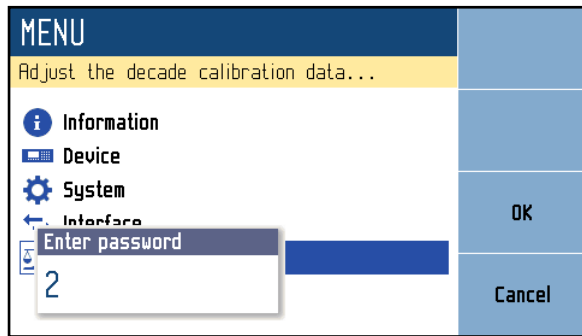 MENU
Adjust the decade calibration data...
Information
Device
System
Interface
Enter password
2
OK
Cancel